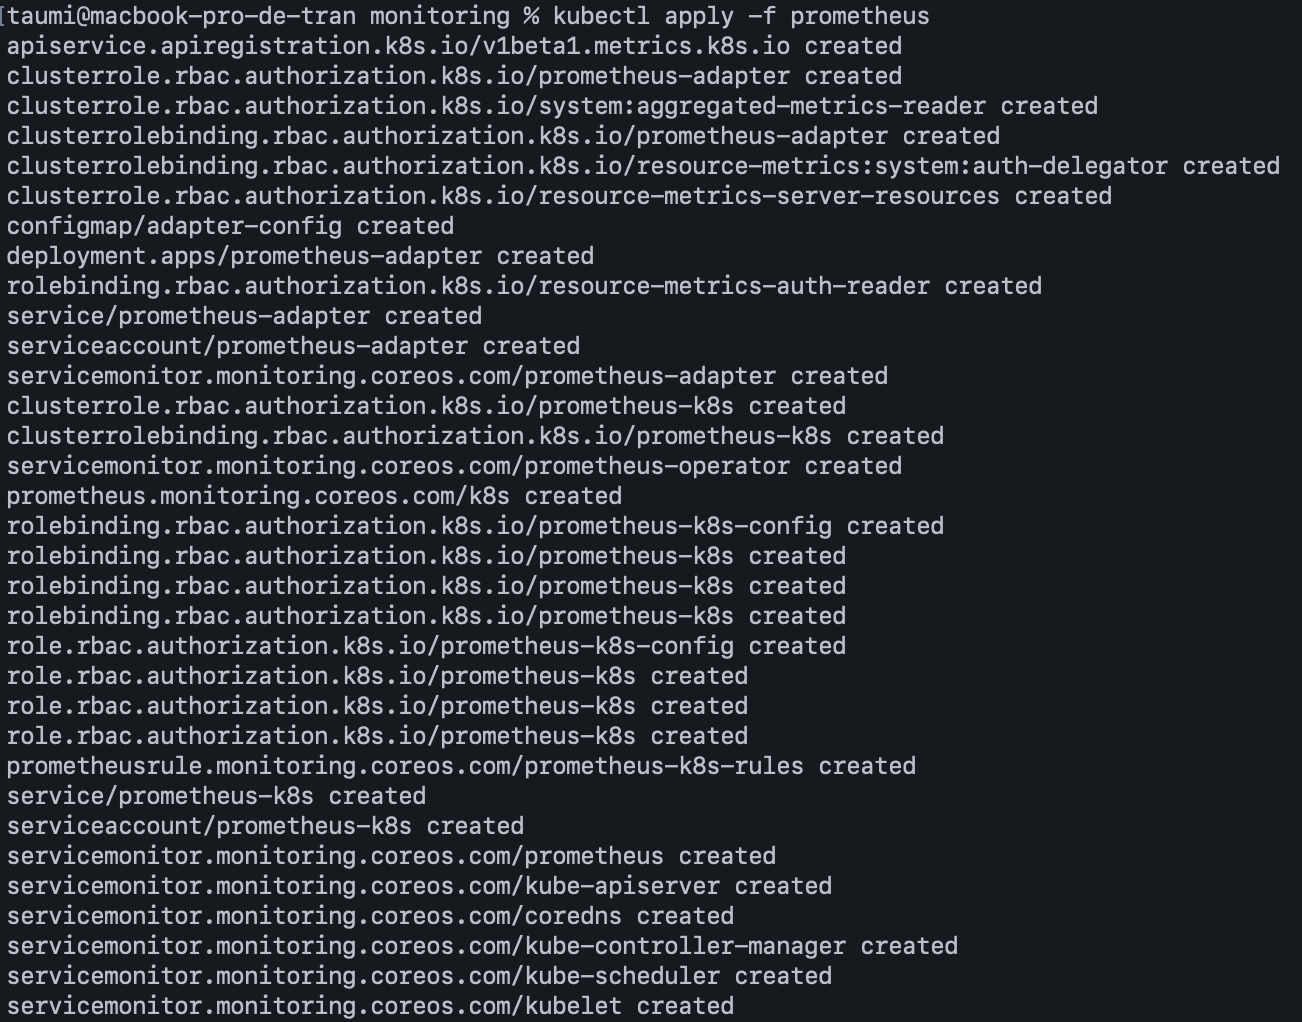 [taumi@macbook-pro-de-tran monitoring % kubectl apply -f prometheus
apiservice.apiregistration.k8s.io/v1beta1.metrics.k8s.io created
clusterrole.rbac.authorization.k8s.io/prometheus-adapter created
clusterrole.rbac.authorization.k8s.io/system:aggregated-metrics-reader created
clusterrolebinding.rbac.authorization.k8s.io/prometheus-adapter created
clusterrolebinding.rbac.authorization.k8s.io/resource-metrics:system:auth-delegator created
clusterrole.rbac.authorization.k8s.io/resource-metrics-server-resources created
configmap/adapter-config created
deployment.apps/prometheus-adapter created
rolebinding.rbac.authorization.k8s.io/resource-metrics-auth-reader created
service/prometheus-adapter created
serviceaccount/prometheus-adapter created
servicemonitor.monitoring.coreos.com/prometheus-adapter created
clusterrole.rbac.authorization.k8s.io/prometheus-k8s created
clusterrolebinding.rbac.authorization.k8s.io/prometheus-k8s created
servicemonitor.monitoring.coreos.com/prometheus-operator created
prometheus.monitoring.coreos.com/k8s created
rolebinding.rbac.authorization.k8s.io/prometheus-k8s-config created
rolebinding.rbac.authorization.k8s.io/prometheus-k8s created
rolebinding.rbac.authorization.k8s.io/prometheus-k8s created
rolebinding.rbac.authorization.k8s.io/prometheus-k8s created
role.rbac.authorization.k8s.io/prometheus-k8s-config created
role.rbac.authorization.k8s.io/prometheus-k8s created
role.rbac.authorization.k8s.io/prometheus-k8s created
role.rbac.authorization.k8s.io/prometheus-k8s created
prometheusrule.monitoring.coreos.com/prometheus-k8s-rules created
service/prometheus-k8s created
serviceaccount/prometheus-k8s created
servicemonitor.monitoring.coreos.com/prometheus created
servicemonitor.monitoring.coreos.com/kube-apiserver created
servicemonitor.monitoring.coreos.com/coredns created
servicemonitor.monitoring.coreos.com/kube-controller-manager created
servicemonitor.monitoring.coreos.com/kube-scheduler created
servicemonitor.monitoring.coreos.com/kubelet created